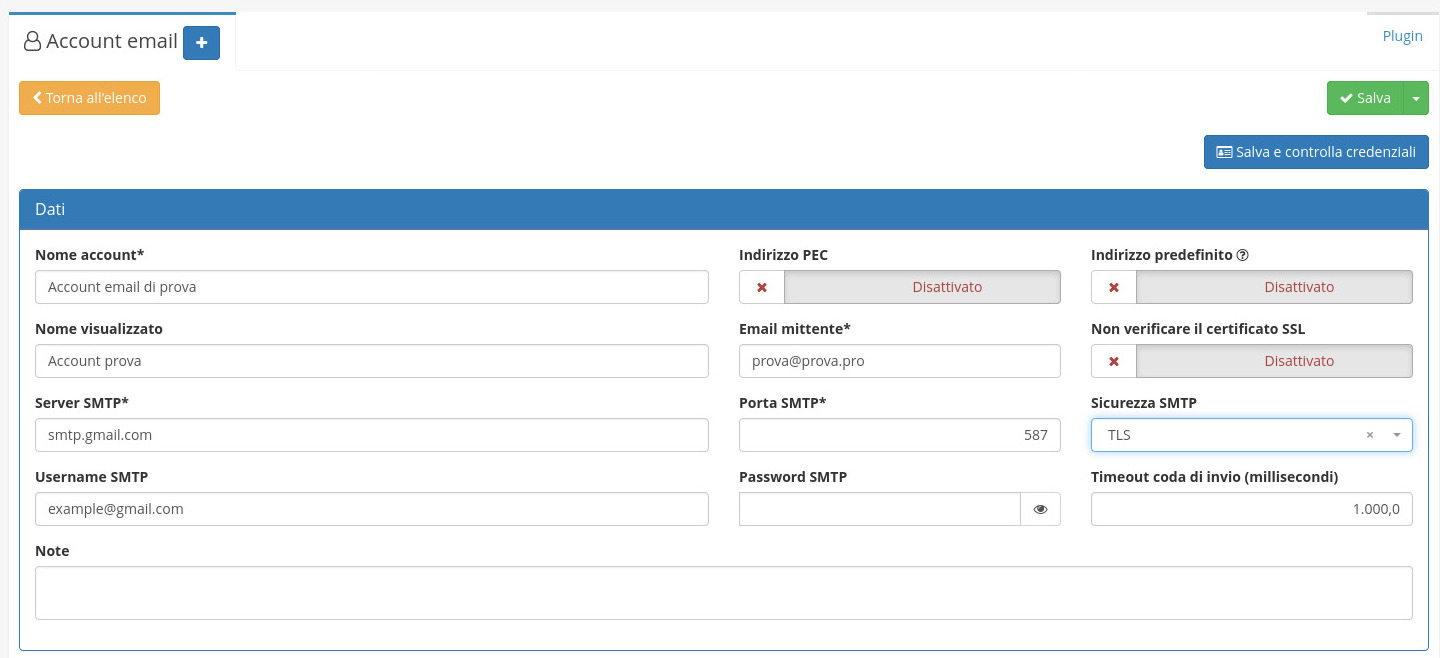 Account email
Plugin
Torna all'elenco
Salva
Salva e controlla credenziali
Dati
Nome account*
Indirizzo PEC
Indirizzo predefinito
Account email di prova
Disattivato
Disattivato
Nome visualizzato
Email mittente*
Non verificare il certificato SSL
Account prova
prova@prova.pro
Disattivato
Server SMTP*
Porta SMTP*
Sicurezza SMTP
smtp.gmail.com
587
TLS
Username SMTP
Password SMTP
Timeout coda di invio (millisecondi)
example@gmail.com
1.000,0
Note